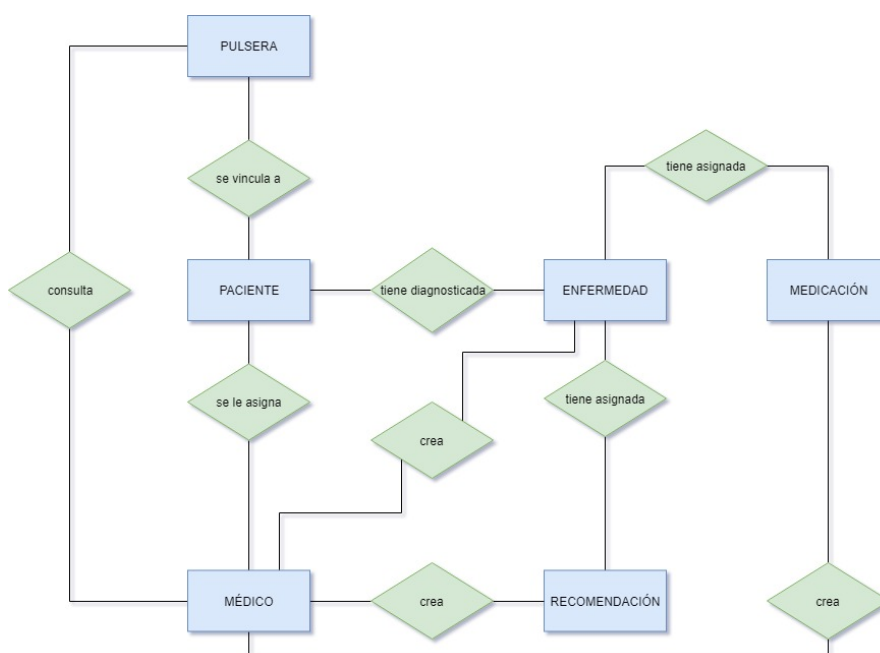 PULSERA
se vincula a
tiene asignada
consulta
PACIENTE
tiene diagnosticada
ENFERMEDAD
MEDICACIÓN
se le asigna
tiene asignada
crea
MÉDICO
crea
RECOMENDACIÓN
crea